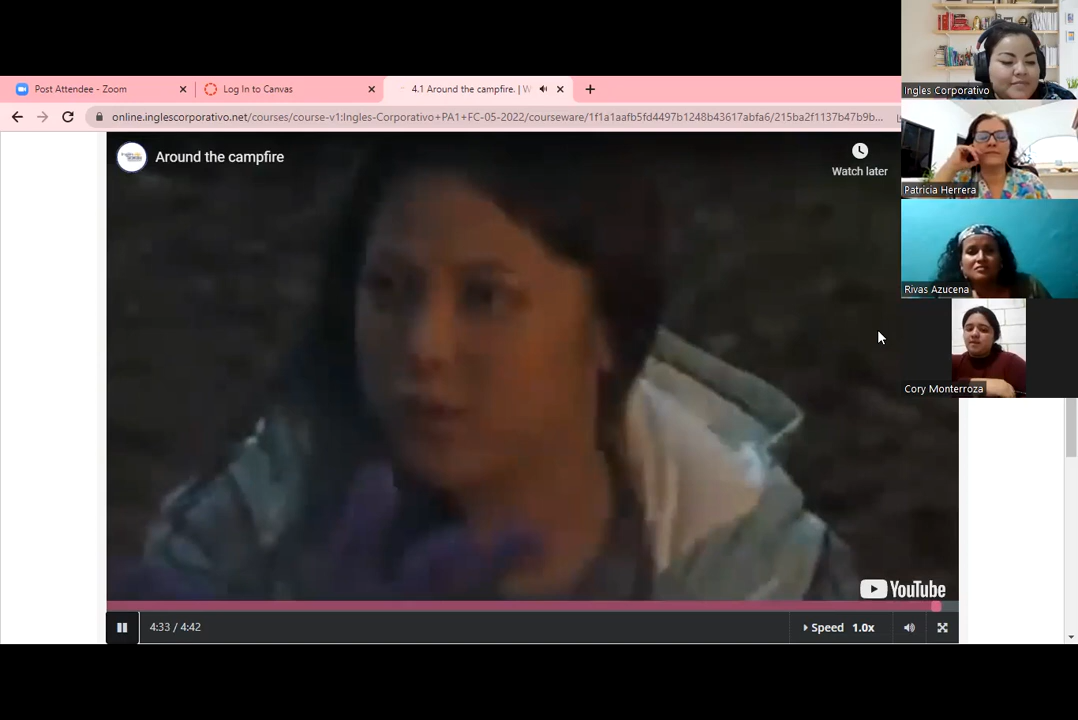 Post Attendee - Zoom
Log In to Canvas
4.1 Around the campfire. | W
online.inglescorporativo.net/courses/course-v1:Ingles-Corporativo+PA1+FC-05-2022/courseware/1f1a1aafb5fd4497b1248b43617abfa6/215ba2f1137b47b9b...
Around the campfire
Watch later
YouTube
4:33 / 4:42
Speed 1.0x
Ingles Corporativo
Patricia Herrera
Rivas Azucena
Cory Monterroza